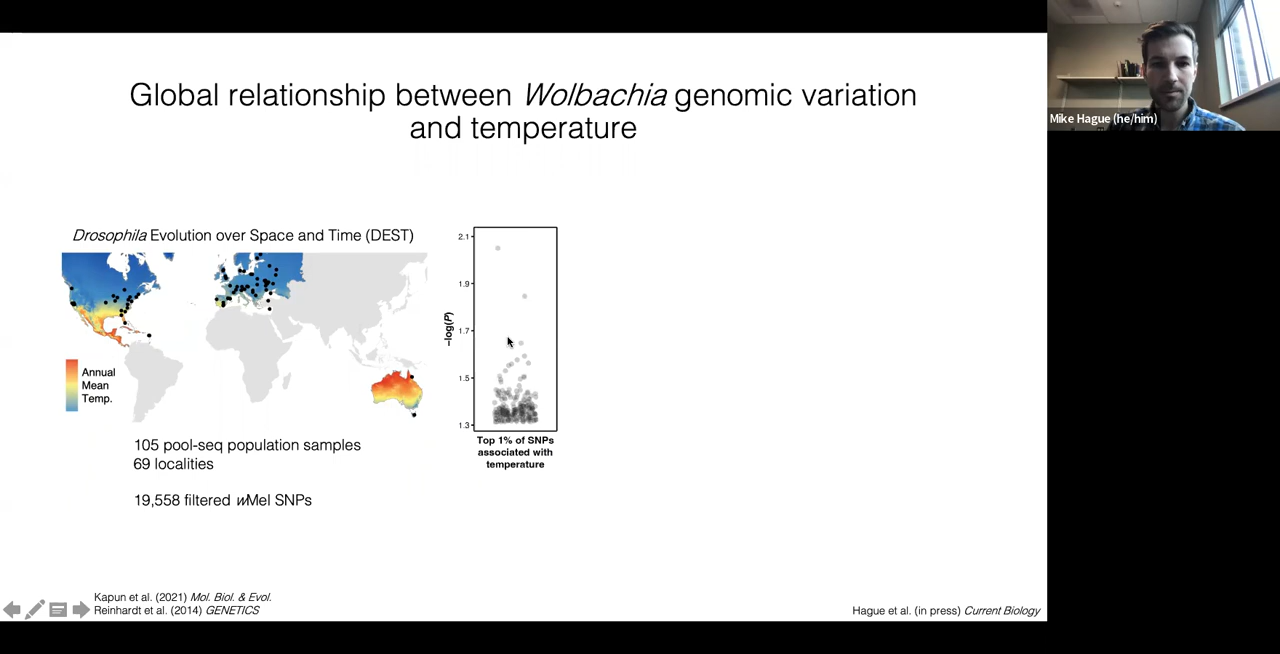 Global relationship between Wolbachia genomic variation
and temperature
Mike Hague (he/him)
Drosophila Evolution over Space and Time (DEST)
Annual
Mean
Temp.
105 pool-seq population samples
69 localities
19,558 filtered wMel SNPs
−log(P)
2.1
1.9
1.7
1.5
1.3
Top 1% of SNPs
associated with
temperature
Kapun et al. (2021) Mol. Biol. & Evol.
Reinhardt et al. (2014) GENETICS
Hague et al. (in press) Current Biology